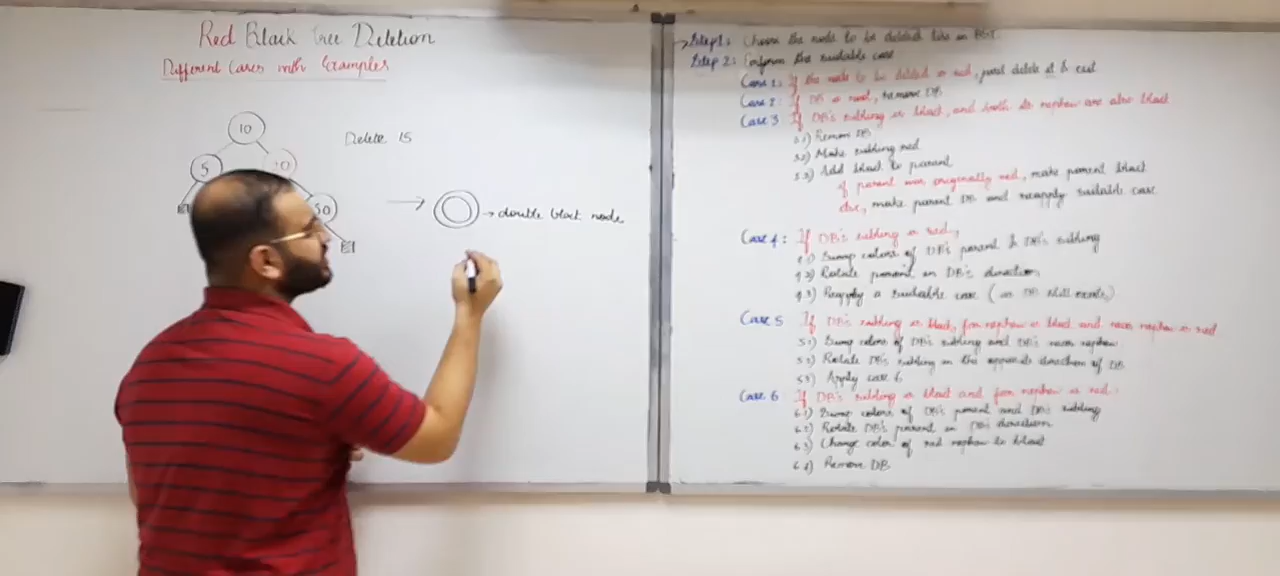 Red Black Tree Deletion
Different Cases with Examples
10
Delete 15
5
30
50
→ double black node
Step 1: Choose the node to be deleted like in BST
Step 2: Perform the suitable case
Case 1: If the node to be deleted is red, just delete it & exit
Case 2: If DB is root, remove DB
Case 3 If DB's sibling is black, and both its nephew are also black
3.1) Remove DB
3.2) Make sibling red
3.3) Add black to parent
if parent was originally red, make parent black
else, make parent DB and reapply suitable case
Case 4: If DB's sibling is red,
4.1) Swap colors of DB's parent & DB's sibling
4.2) Rotate parent in DB's direction
4.3) Reapply a suitable case (as DB still exists)
Case 5 If DB's sibling is black, far nephew is black and near nephew is red
5.1) Swap colors of DB's sibling and DB's near nephew
5.2) Rotate DB's sibling in the opposite direction of DB
5.3) Apply case 6
Case 6 If DB's sibling is black and far nephew is red.
6.1) Swap colors of DB's parent and DB's sibling
6.2) Rotate DB's parent in DB's direction
6.3) Change color of red nephew to black
6.4) Remove DB